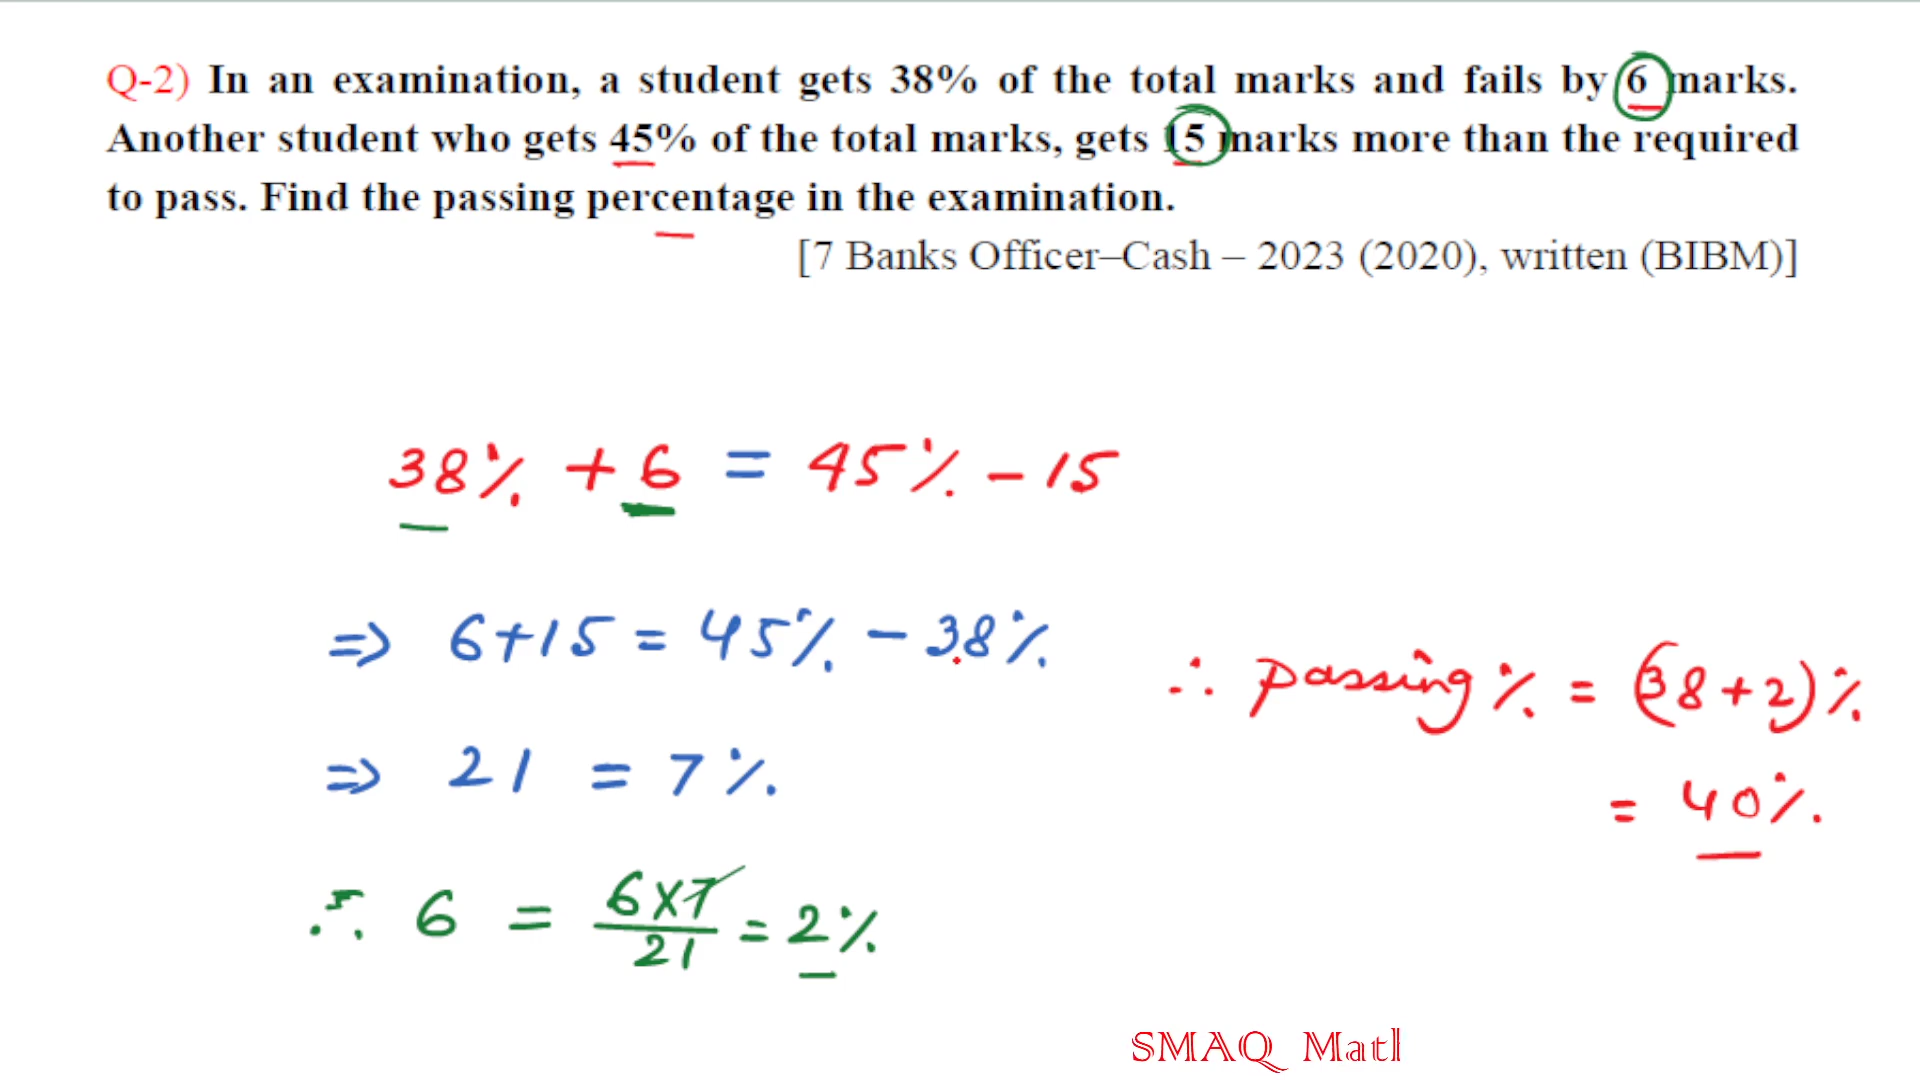 Q-2) In an examination, a student gets 38% of the total marks and fails by 6 marks.
Another student who gets 45% of the total marks, gets 15 marks more than the required
to pass. Find the passing percentage in the examination.
[7 Banks Officer–Cash – 2023 (2020), written (BIBM)]
38% + 6 = 45% - 15
⇒ 6+15 = 45% - 38%
⇒ 21 = 7%
∴ 6 = 6×7/21 = 2%
∴ passing % = (38+2)%
= 40%
SMAQ Matl